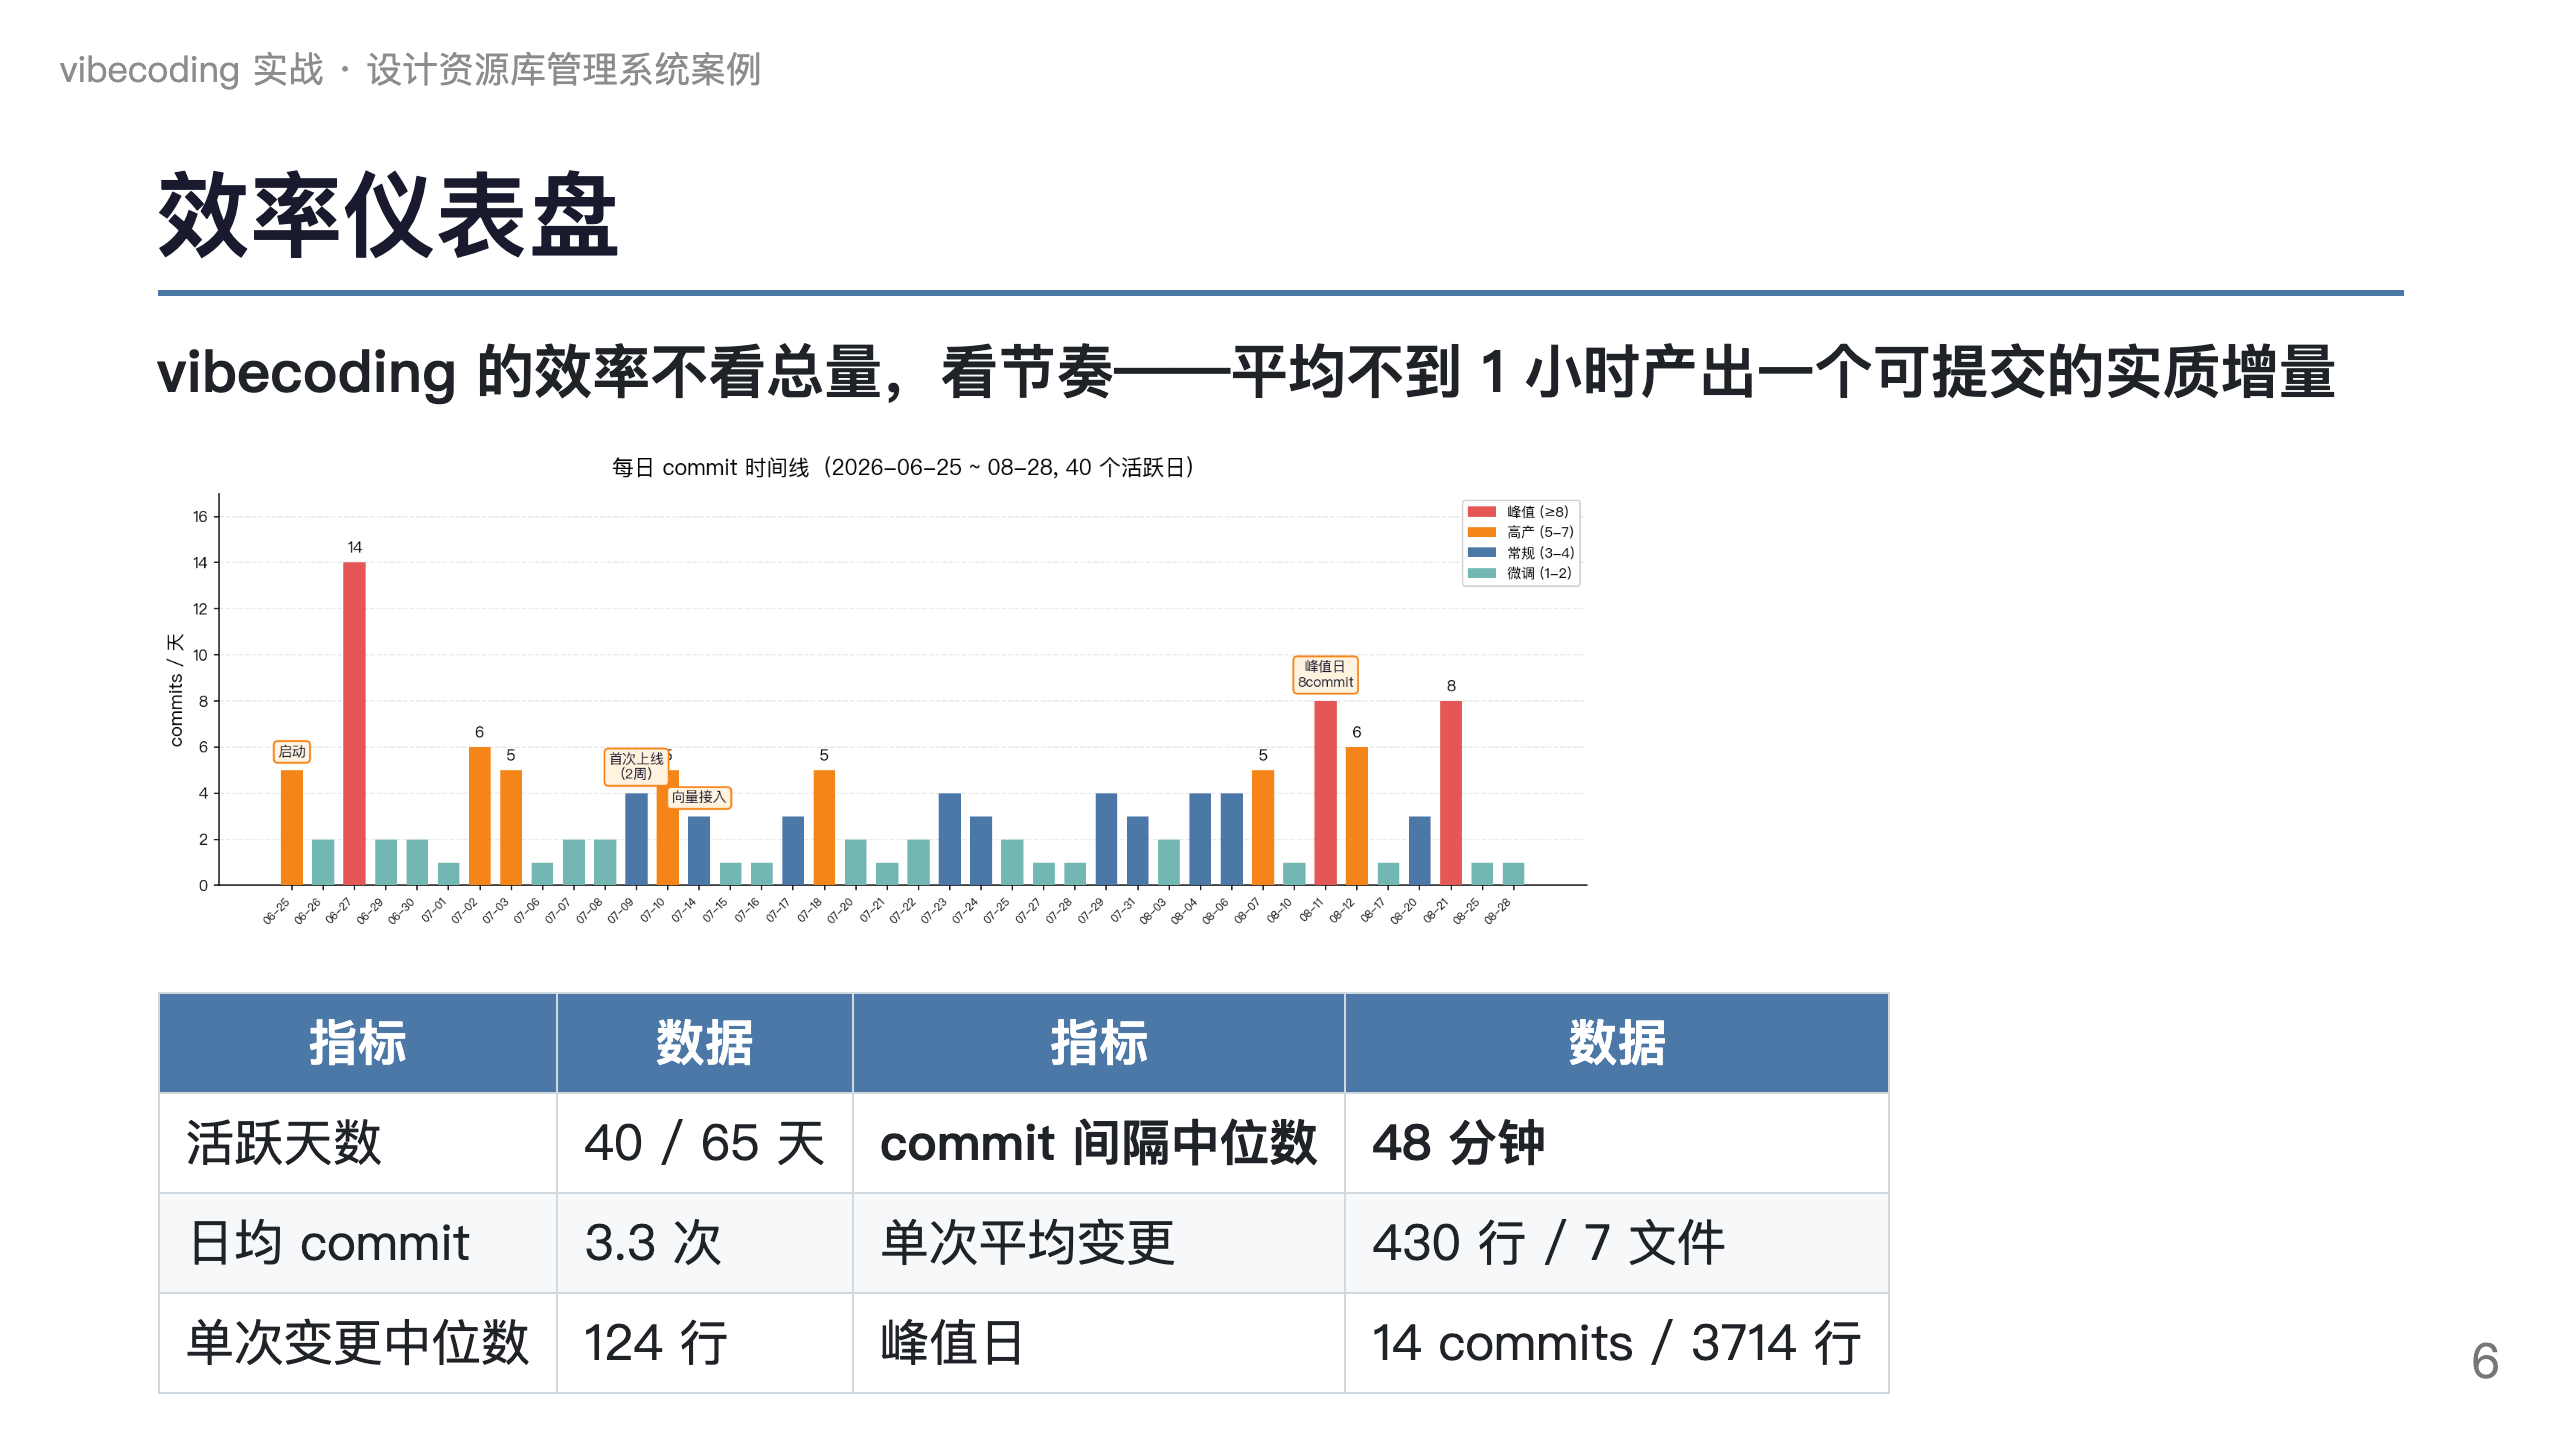 vibecoding 实战 · 设计资源库管理系统案例
效率仪表盘
vibecoding 的效率不看总量，看节奏——平均不到 1 小时产出一个可提交的实质增量
每日 commit 时间线（2026-06-25 ~ 08-28, 40 个活跃日）
commits / 天
16
14
12
10
8
6
4
2
0
峰值 (≥8)
高产 (5-7)
常规 (3-4)
微调 (1-2)
启动
14
6
5
首次上线
(2周)
5
向量接入
5
5
峰值日
8commit
6
8
06-25 06-26 06-27 06-29 06-30 07-01 07-02 07-03 07-06 07-07 07-08 07-09 07-10 07-14 07-15 07-16 07-17 07-18 07-20 07-21 07-22 07-23 07-24 07-25 07-27 07-28 07-29 07-31 08-03 08-04 08-06 08-07 08-10 08-11 08-12 08-17 08-20 08-21 08-25 08-28
指标 数据 指标 数据
活跃天数 40 / 65 天 commit 间隔中位数 48 分钟
日均 commit 3.3 次 单次平均变更 430 行 / 7 文件
单次变更中位数 124 行 峰值日 14 commits / 3714 行
6